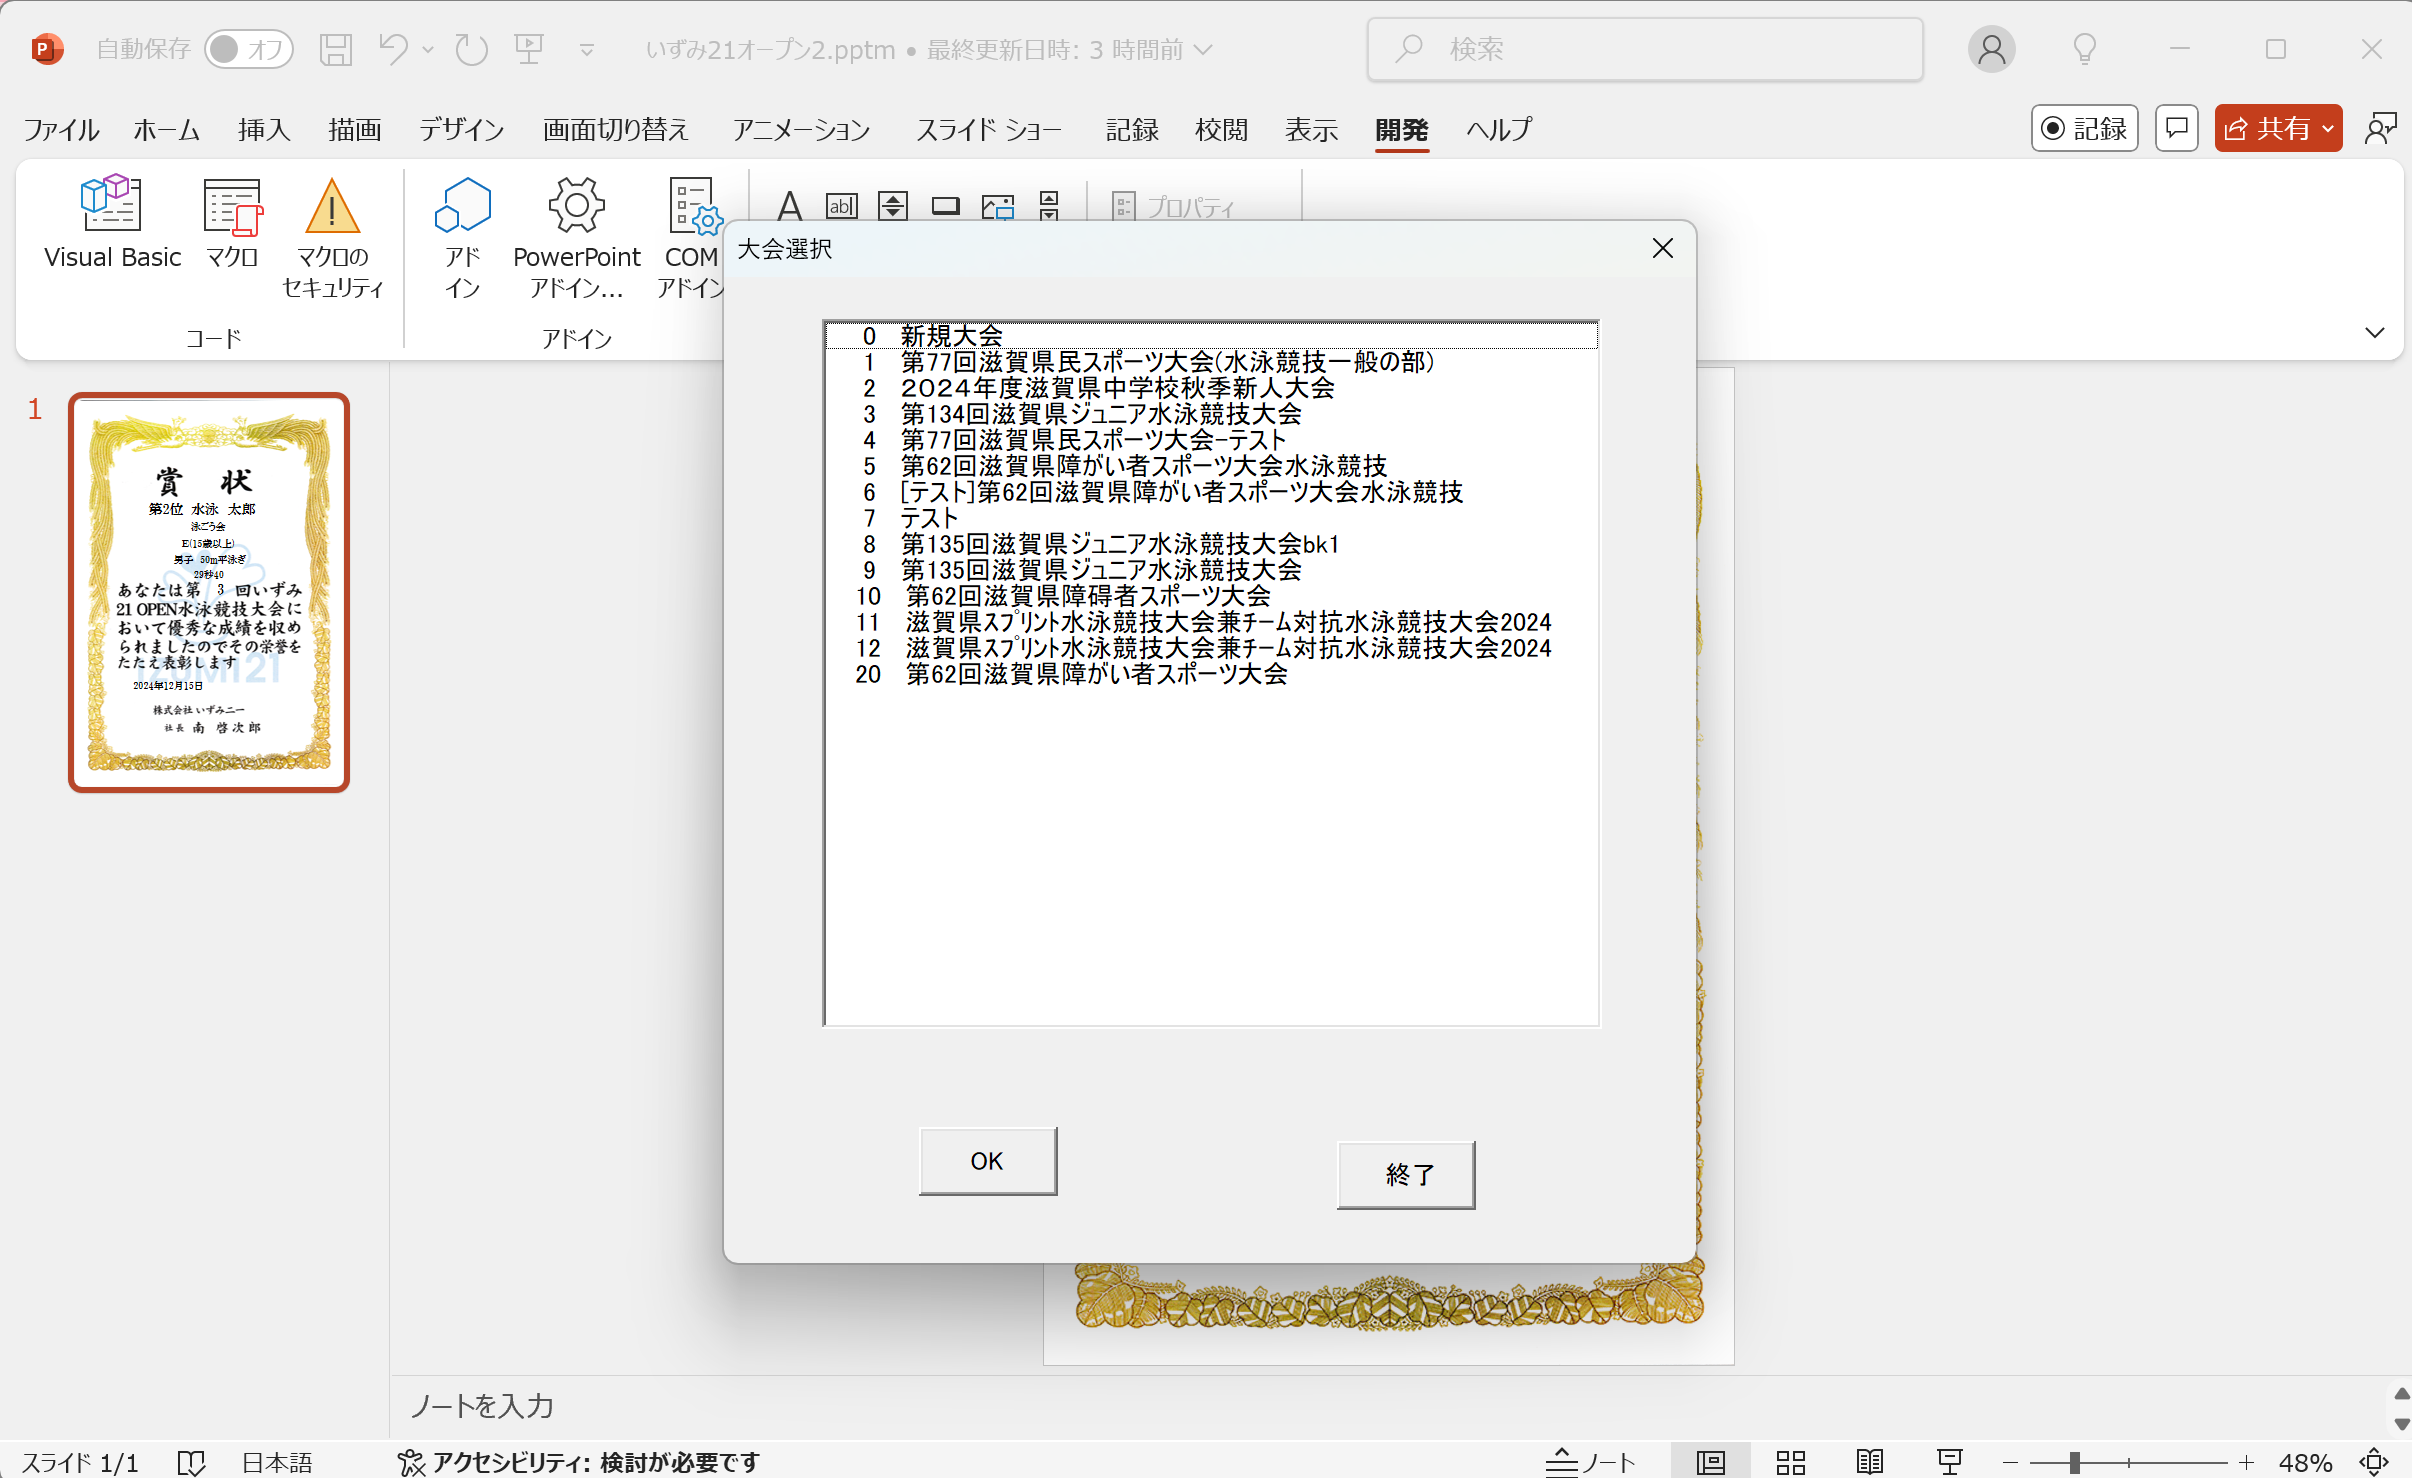 自動保存 オフ いずみ21オープン2.pptm • 最終更新日時: 3 時間前 検索
ファイル ホーム 挿入 描画 デザイン 画面切り替え アニメーション スライド ショー 記録 校閲 表示 開発 ヘルプ 記録 共有
Visual Basic マクロ マクロの セキュリティ アド イン PowerPoint アドイン... COM アドイン プロパティ
コード アドイン
大会選択
0 新規大会
1 第77回滋賀県民スポーツ大会(水泳競技一般の部)
2 2024年度滋賀県中学校秋季新人大会
3 第134回滋賀県ジュニア水泳競技大会
4 第77回滋賀県民スポーツ大会-テスト
5 第62回滋賀県障がい者スポーツ大会水泳競技
6 [テスト]第62回滋賀県障がい者スポーツ大会水泳競技
7 テスト
8 第135回滋賀県ジュニア水泳競技大会bk1
9 第135回滋賀県ジュニア水泳競技大会
10 第62回滋賀県障碍者スポーツ大会
11 滋賀県スプリント水泳競技大会兼チーム対抗水泳競技大会2024
12 滋賀県スプリント水泳競技大会兼チーム対抗水泳競技大会2024
20 第62回滋賀県障がい者スポーツ大会
OK
終了
1
賞 状
第2位 水泳 太郎
泳ごう会
E(15歳以上)
男子 50m平泳ぎ
29秒40
あなたは第 3 回いずみ
21 OPEN水泳競技大会に
おいて優秀な成績を収め
られましたのでその栄誉を
たたえ表彰します
IZUMI21
2024年12月15日
株式会社 いずみ二一
社長 南 啓次郎
ノートを入力
スライド 1/1 日本語 アクセシビリティ: 検討が必要です ノート 48%